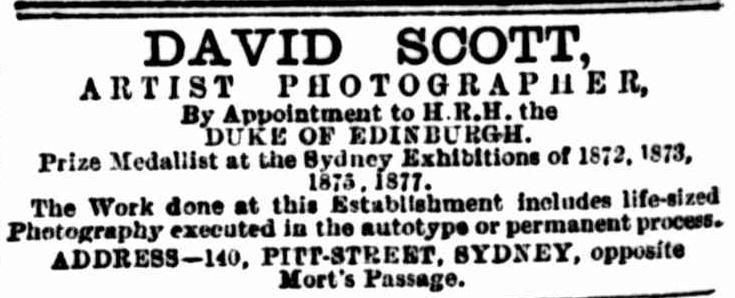 DAVID SCOTT,
ARTIST PHOTOGRAPHER,
By Appointment to H.R.H. the
DUKE OF EDINBURGH.
Prize Medallist at the Sydney Exhibitions of 1872, 1873,
1875, 1877.
The Work done at this Establishment includes life-sized
Photography executed in the autotype or permanent process.
ADDRESS—140, PITT-STREET, SYDNEY, opposite
Mort's Passage.